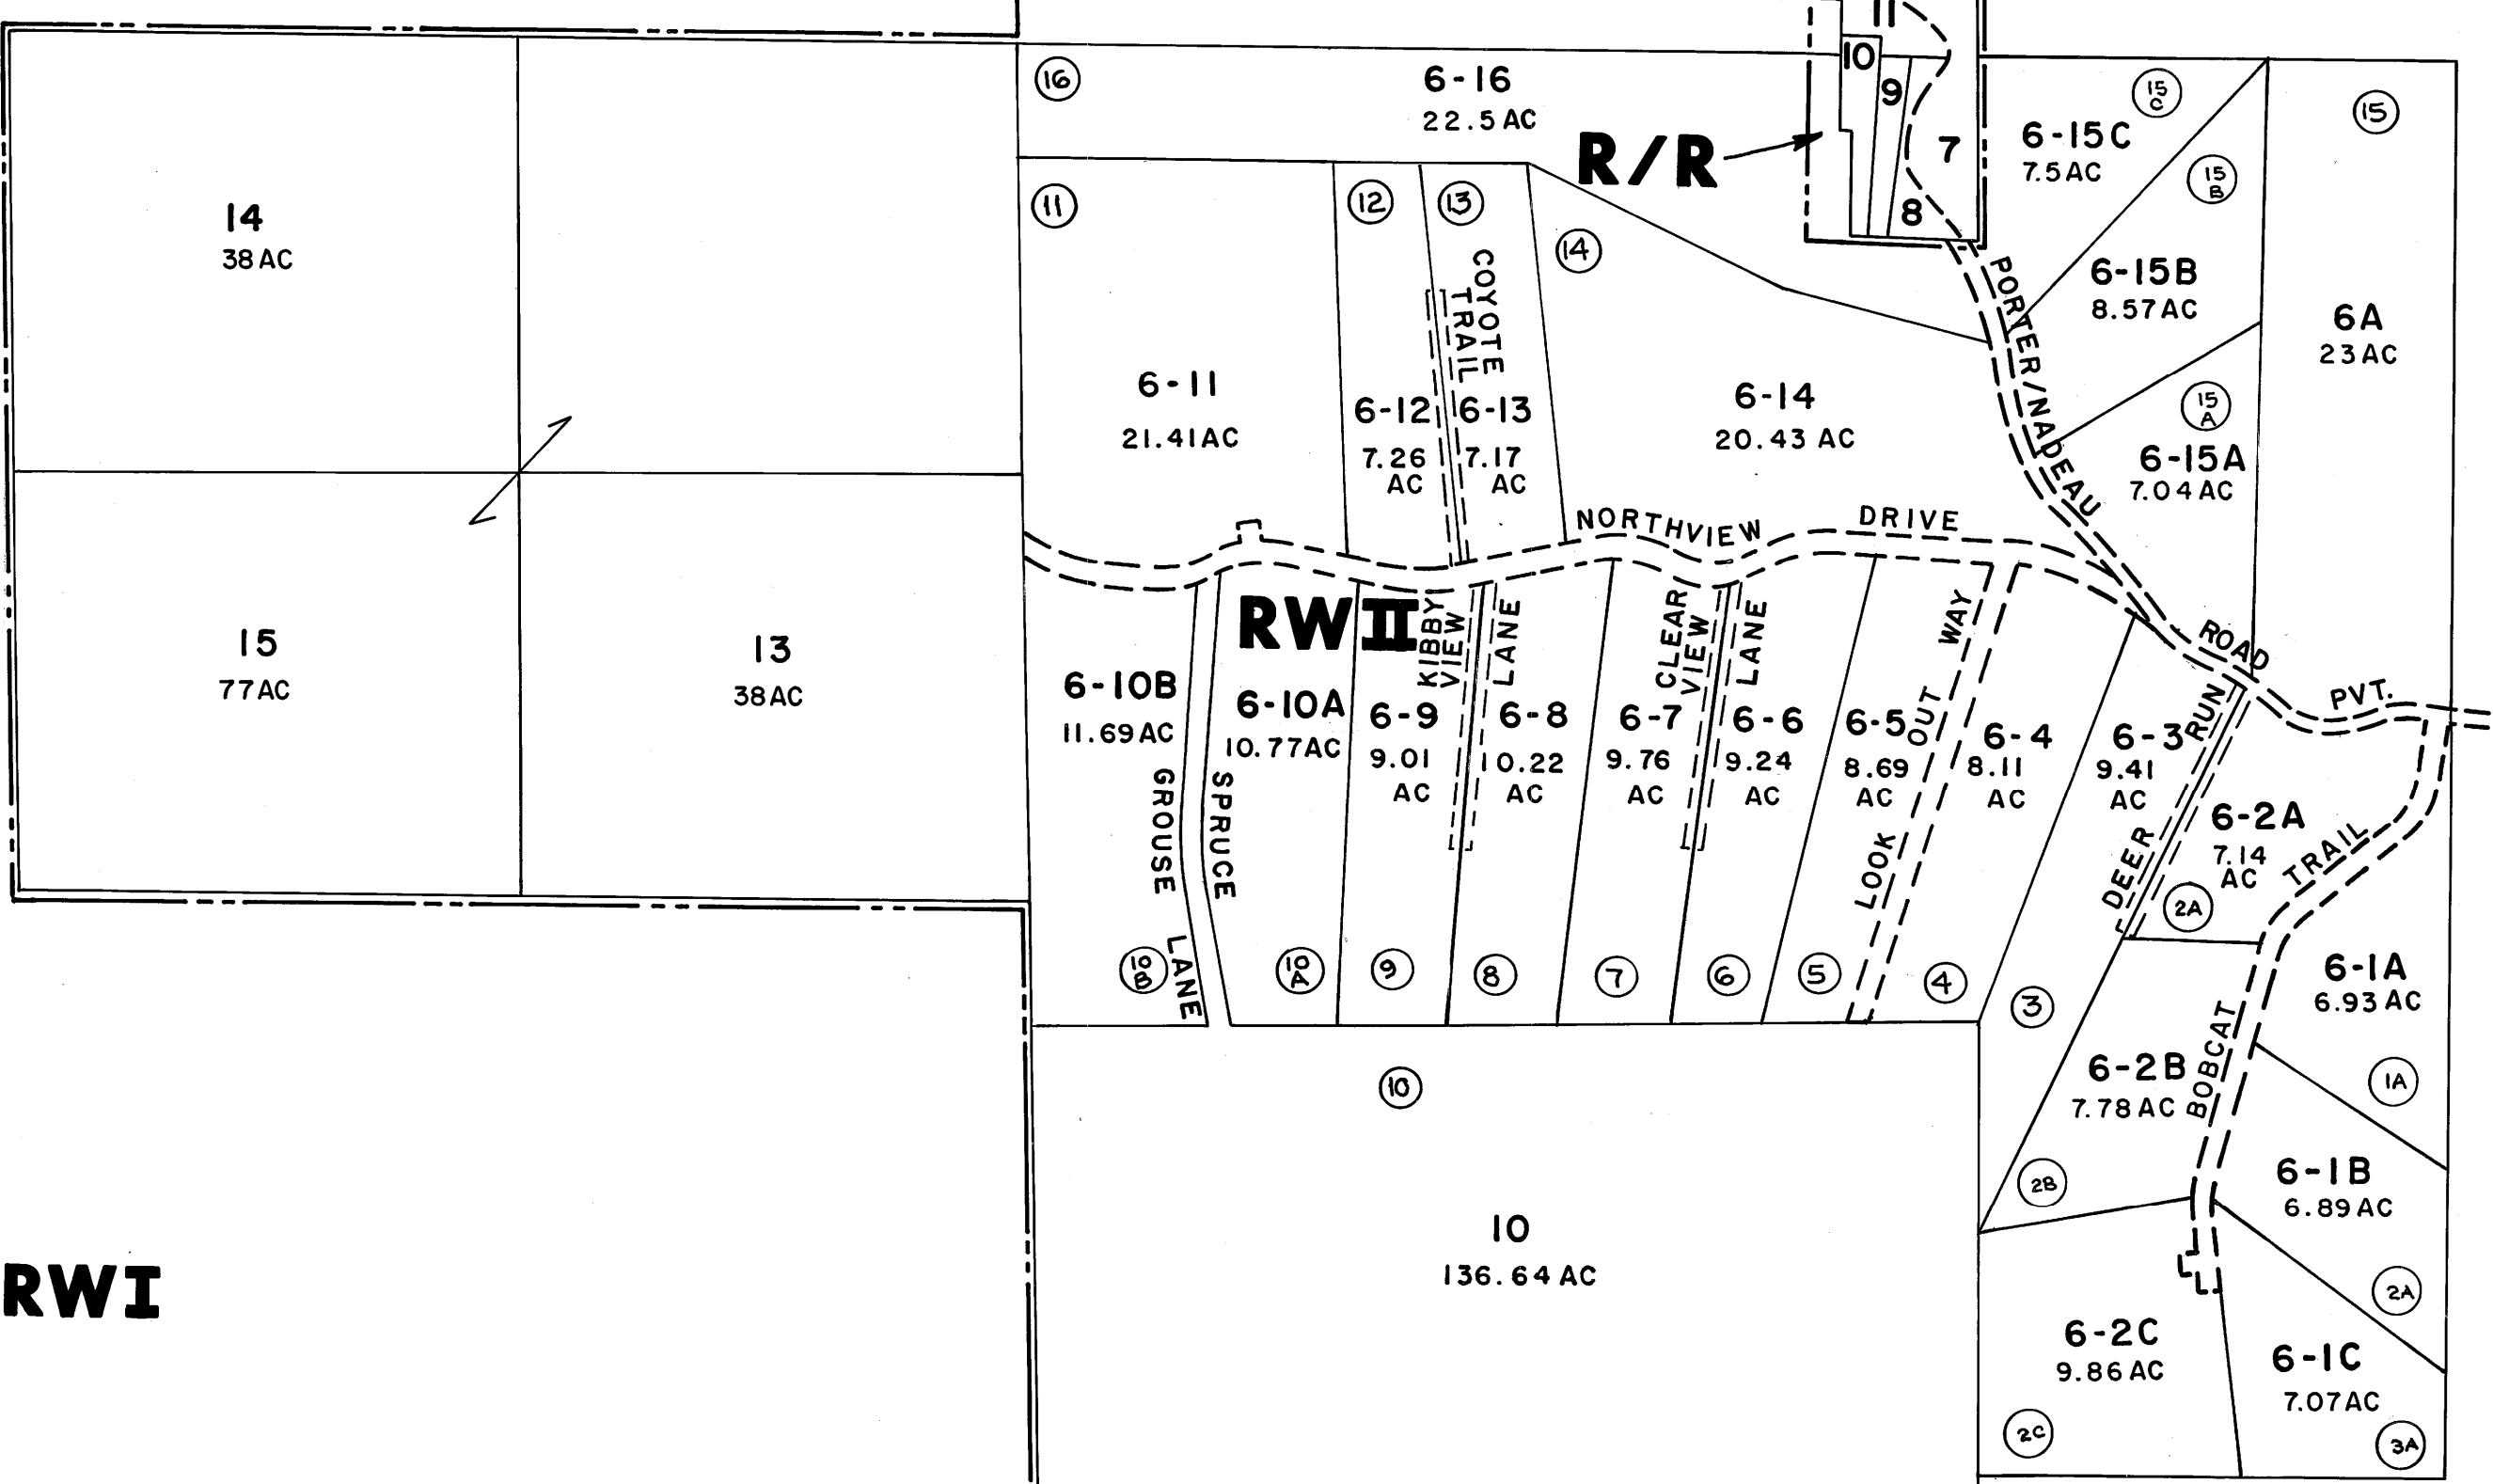 11
10
9
7
8
R/R
16
6-16
22.5 AC
15 C
6-15C
7.5 AC
15
15 B
6-15B
8.57 AC
6A
23 AC
14
38 AC
11
12
13
14
COYOTE
TRAIL
6-11
21.41 AC
6-12
7.26
AC
6-13
7.17
AC
6-14
20.43 AC
15 A
6-15A
7.04 AC
PORTER/NADEAU
ROAD
PVT.
NORTHVIEW DRIVE
15
77 AC
13
38 AC
RW II
6-10B
11.69 AC
6-10A
10.77 AC
KIBBY
VIEW
LANE
6-9
9.01
AC
6-8
10.22
AC
CLEAR
VIEW
LANE
6-7
9.76
AC
6-6
9.24
AC
LOOK OUT WAY
6-5
8.69
AC
6-4
8.11
AC
6-3
9.41
AC
DEER RUN
6-2A
7.14
AC
2A
BOBCAT TRAIL
SPRUCE
GROUSE
LANE
10 B
10 A
9
8
7
6
5
4
3
6-1A
6.93 AC
1A
6-2B
7.78 AC
2B
6-1B
6.89 AC
2A
10
10
136.64 AC
RW I
6-2C
9.86 AC
2C
6-1C
7.07 AC
3A